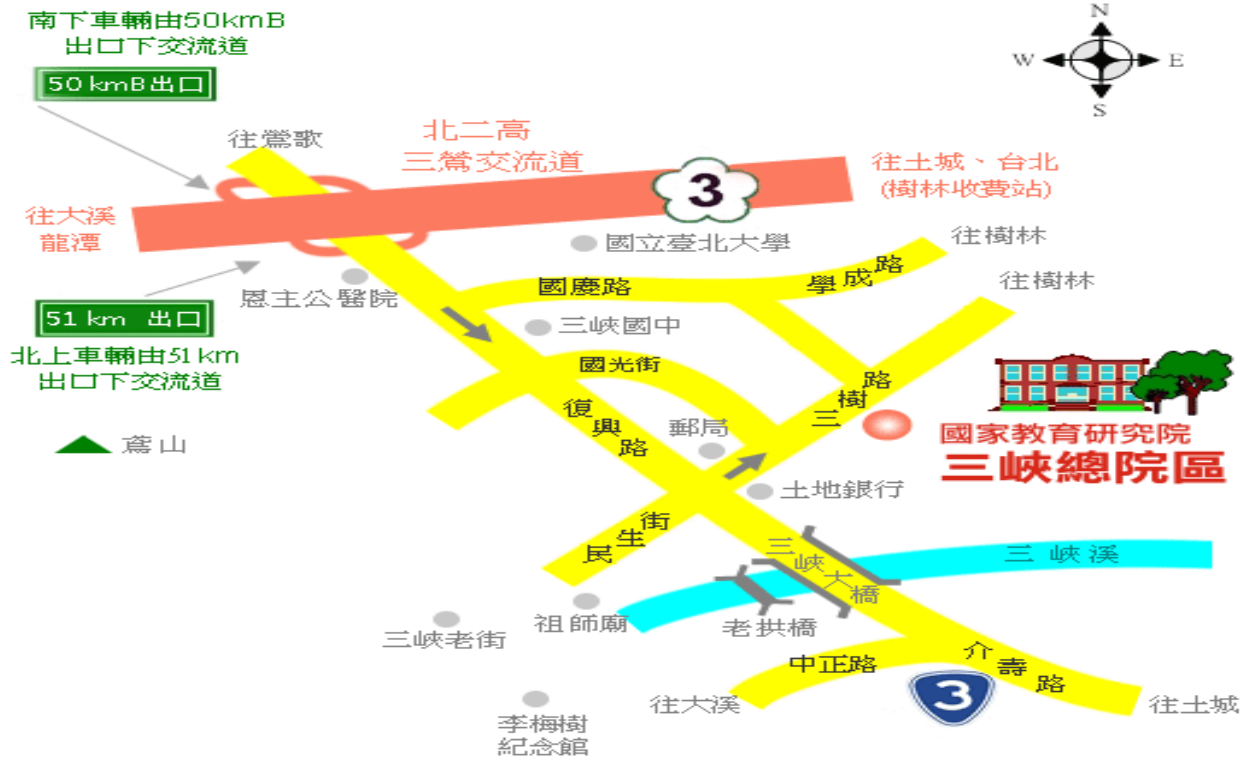 南下車輛由50kmB
出口下交流道
50 kmB出口
N
W
E
S
往鶯歌
北二高
三鶯交流道
3
往土城、台北
(樹林收費站)
往大溪
龍潭
國立臺北大學
往樹林
往樹林
恩主公醫院
國慶路
學成路
51 km 出口
北上車輛由51km
出口下交流道
三峽國中
國光街
復興路
三樹路
郵局
鳶山
國家教育研究院
三峽總院區
土地銀行
民生街
三峽大橋
三峽溪
祖師廟
老拱橋
三峽老街
中正路
介壽路
3
往大溪
往土城
李梅樹
紀念館